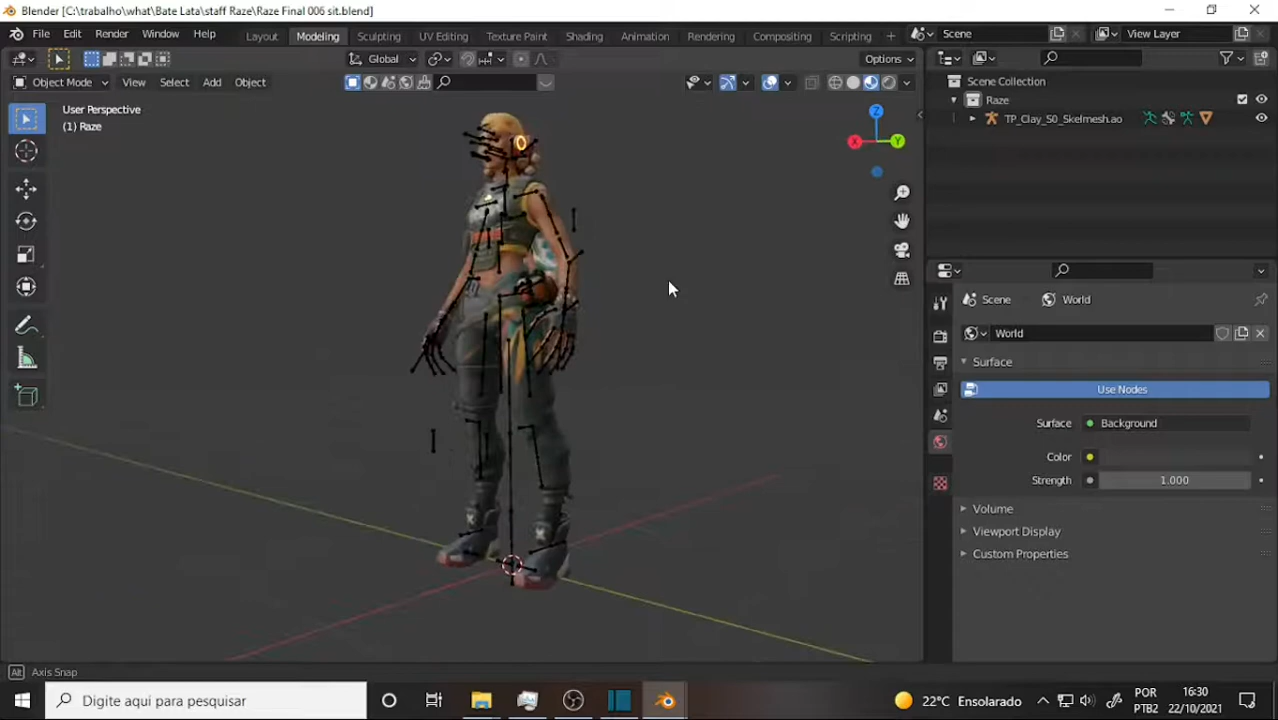 Blender [C:\trabalho\what\Bate Lata\staff Raze\Raze Final 006 sit.blend]
File Edit Render Window Help Layout Modeling Sculpting UV Editing Texture Paint Shading Animation Rendering Compositing Scripting Scene View Layer
Global Options
Object Mode View Select Add Object
Scene Collection
Raze
TP_Clay_S0_Skelmesh.ao
User Perspective
(1) Raze
Z
X Y
Scene World
World
Surface
Use Nodes
Surface Background
Color
Strength 1.000
Volume
Viewport Display
Custom Properties
Alt Axis Snap
Digite aqui para pesquisar
22°C Ensolarado
POR
PTB2
16:30
22/10/2021